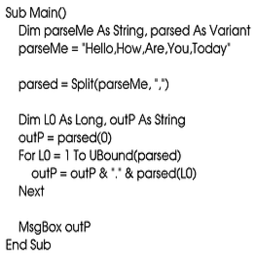 Sub Main()
Dim parseMe As String, parsed As Variant
parseMe = "Hello,How,Are,You,Today"
parsed = Split(parseMe, ",")
Dim L0 As Long, outP As String
outP = parsed(0)
For L0 = 1 To UBound(parsed)
outP = outP & "." & parsed(L0)
Next
MsgBox outP
End Sub